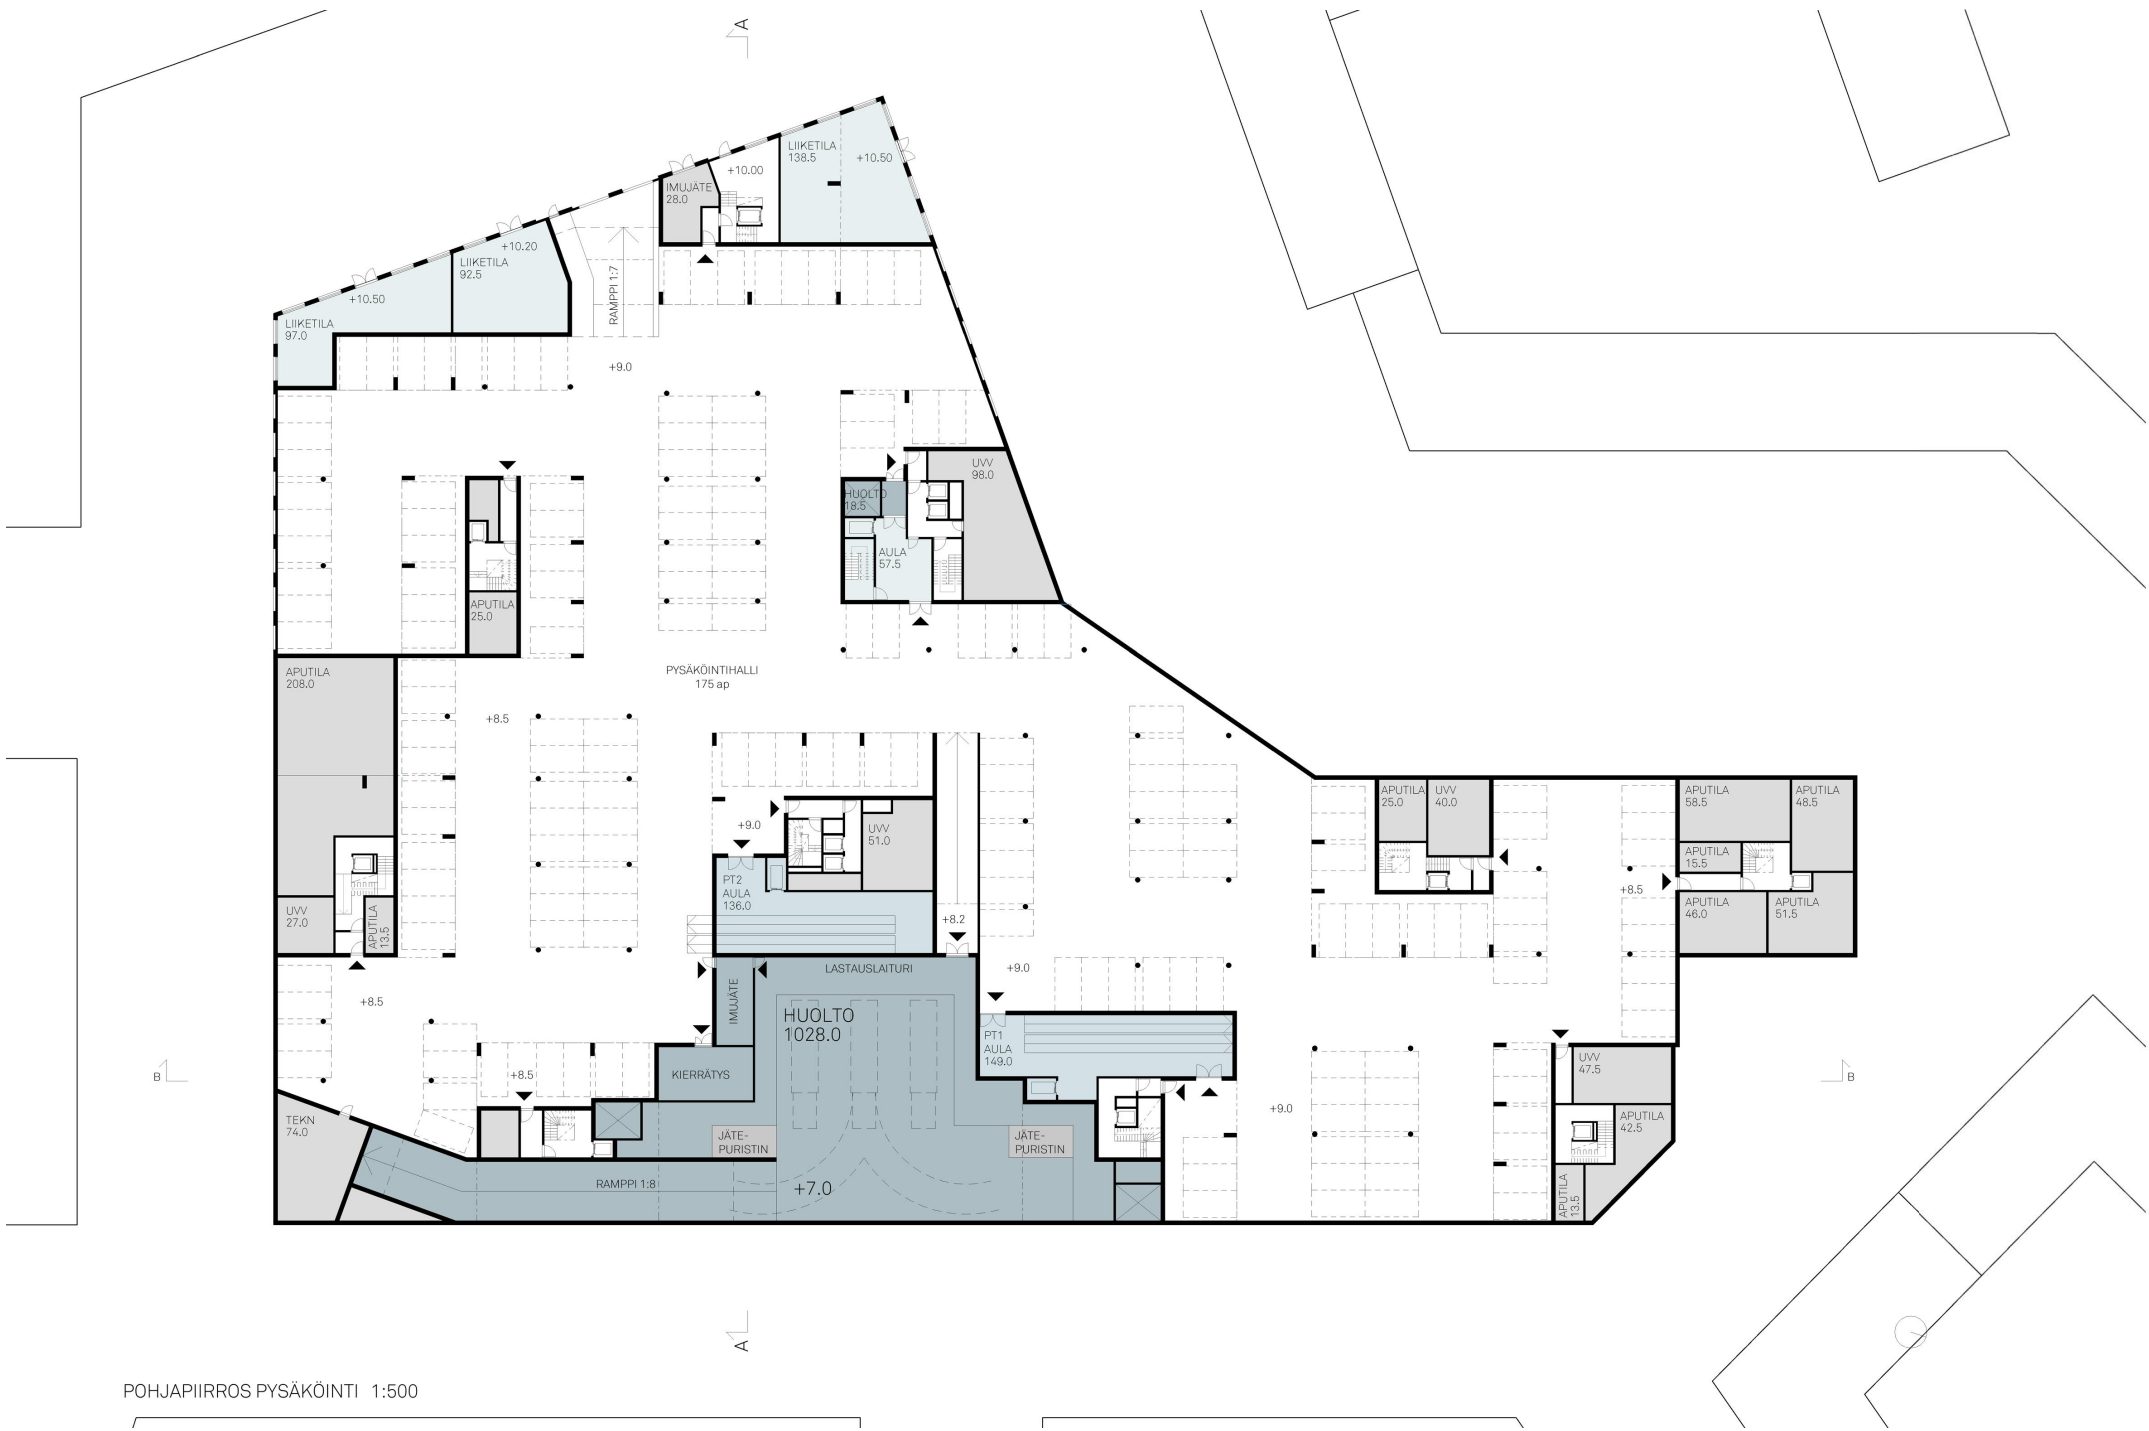 A
LIIKETILA
138.5
+10.50
+10.00
IMUJÄTE
28.0
+10.20
LIIKETILA
92.5
RAMPPI 1:7
+10.50
LIIKETILA
97.0
+9.0
UVV
98.0
HUOLTO
18.5
AULA
57.5
APUTILA
25.0
PYSÄKÖINTIHALLI
175 ap
APUTILA
208.0
+8.5
APUTILA
25.0
UVV
40.0
APUTILA
58.5
APUTILA
48.5
+9.0
UVV
51.0
APUTILA
15.5
PT2
AULA
136.0
+8.5
UVV
27.0
APUTILA
13.5
+8.2
APUTILA
46.0
APUTILA
51.5
LASTAUSLAITURI
+9.0
IMUJÄTE
+8.5
HUOLTO
1028.0
PT1
AULA
149.0
UVV
47.5
B
+8.5
KIERRÄTYS
B
+9.0
TEKN
74.0
APUTILA
42.5
JÄTE-
PURISTIN
JÄTE-
PURISTIN
RAMPPI 1:8
+7.0
APUTILA
13.5
A
POHJAPIIRROS PYSÄKÖINTI 1:500